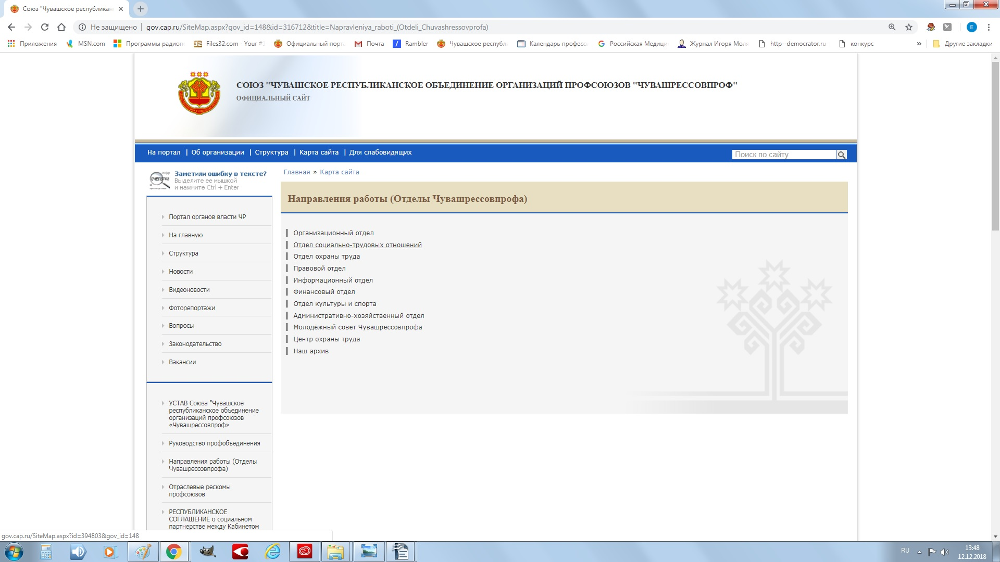 Союз "Чувашское республикан
Не защищено
gov.cap.ru/SiteMap.aspx?gov_id=148&id=316712&title=Napravleniya_raboti_(Otdeli_Chuvashressovprofa)
E
Приложения
MSN.com
Программы радиопе
Files32.com - Your #1
Официальный порта
Почта
Rambler
Чувашское республ
Календарь професс
Российская Медици
Журнал Игоря Моля
http--democrator.ru-
конкурс
»
Другие закладки
СОЮЗ "ЧУВАШСКОЕ РЕСПУБЛИКАНСКОЕ ОБЪЕДИНЕНИЕ ОРГАНИЗАЦИЙ ПРОФСОЮЗОВ "ЧУВАШРЕССОВПРОФ"
ОФИЦИАЛЬНЫЙ САЙТ
На портал | Об организации | Структура | Карта сайта | Для слабовидящих
Поиск по сайту
очепятка
Заметили ошибку в тексте?
Выделите ее мышкой
и нажмите Ctrl + Enter
Главная » Карта сайта
Направления работы (Отделы Чувашрессовпрофа)
Организационный отдел
Отдел социально-трудовых отношений
Отдел охраны труда
Правовой отдел
Информационный отдел
Финансовый отдел
Отдел культуры и спорта
Административно-хозяйственный отдел
Молодёжный совет Чувашрессовпрофа
Центр охраны труда
Наш архив
Портал органов власти ЧР
На главную
Структура
Новости
Видеоновости
Фоторепортажи
Вопросы
Законодательство
Вакансии
УСТАВ Союза "Чувашское
республиканское объединение
организаций профсоюзов
«Чувашрессовпроф»
Руководство профобъединения
Направления работы (Отделы
Чувашрессовпрофа)
Отраслевые рескомы
профсоюзов
РЕСПУБЛИКАНСКОЕ
СОГЛАШЕНИЕ о социальном
партнерстве между Кабинетом
gov.cap.ru/SiteMap.aspx?id=394803&gov_id=148
RU
13:48
12.12.2018